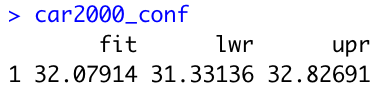 > car2000_conf
fit lwr upr
1 32.07914 31.33136 32.82691